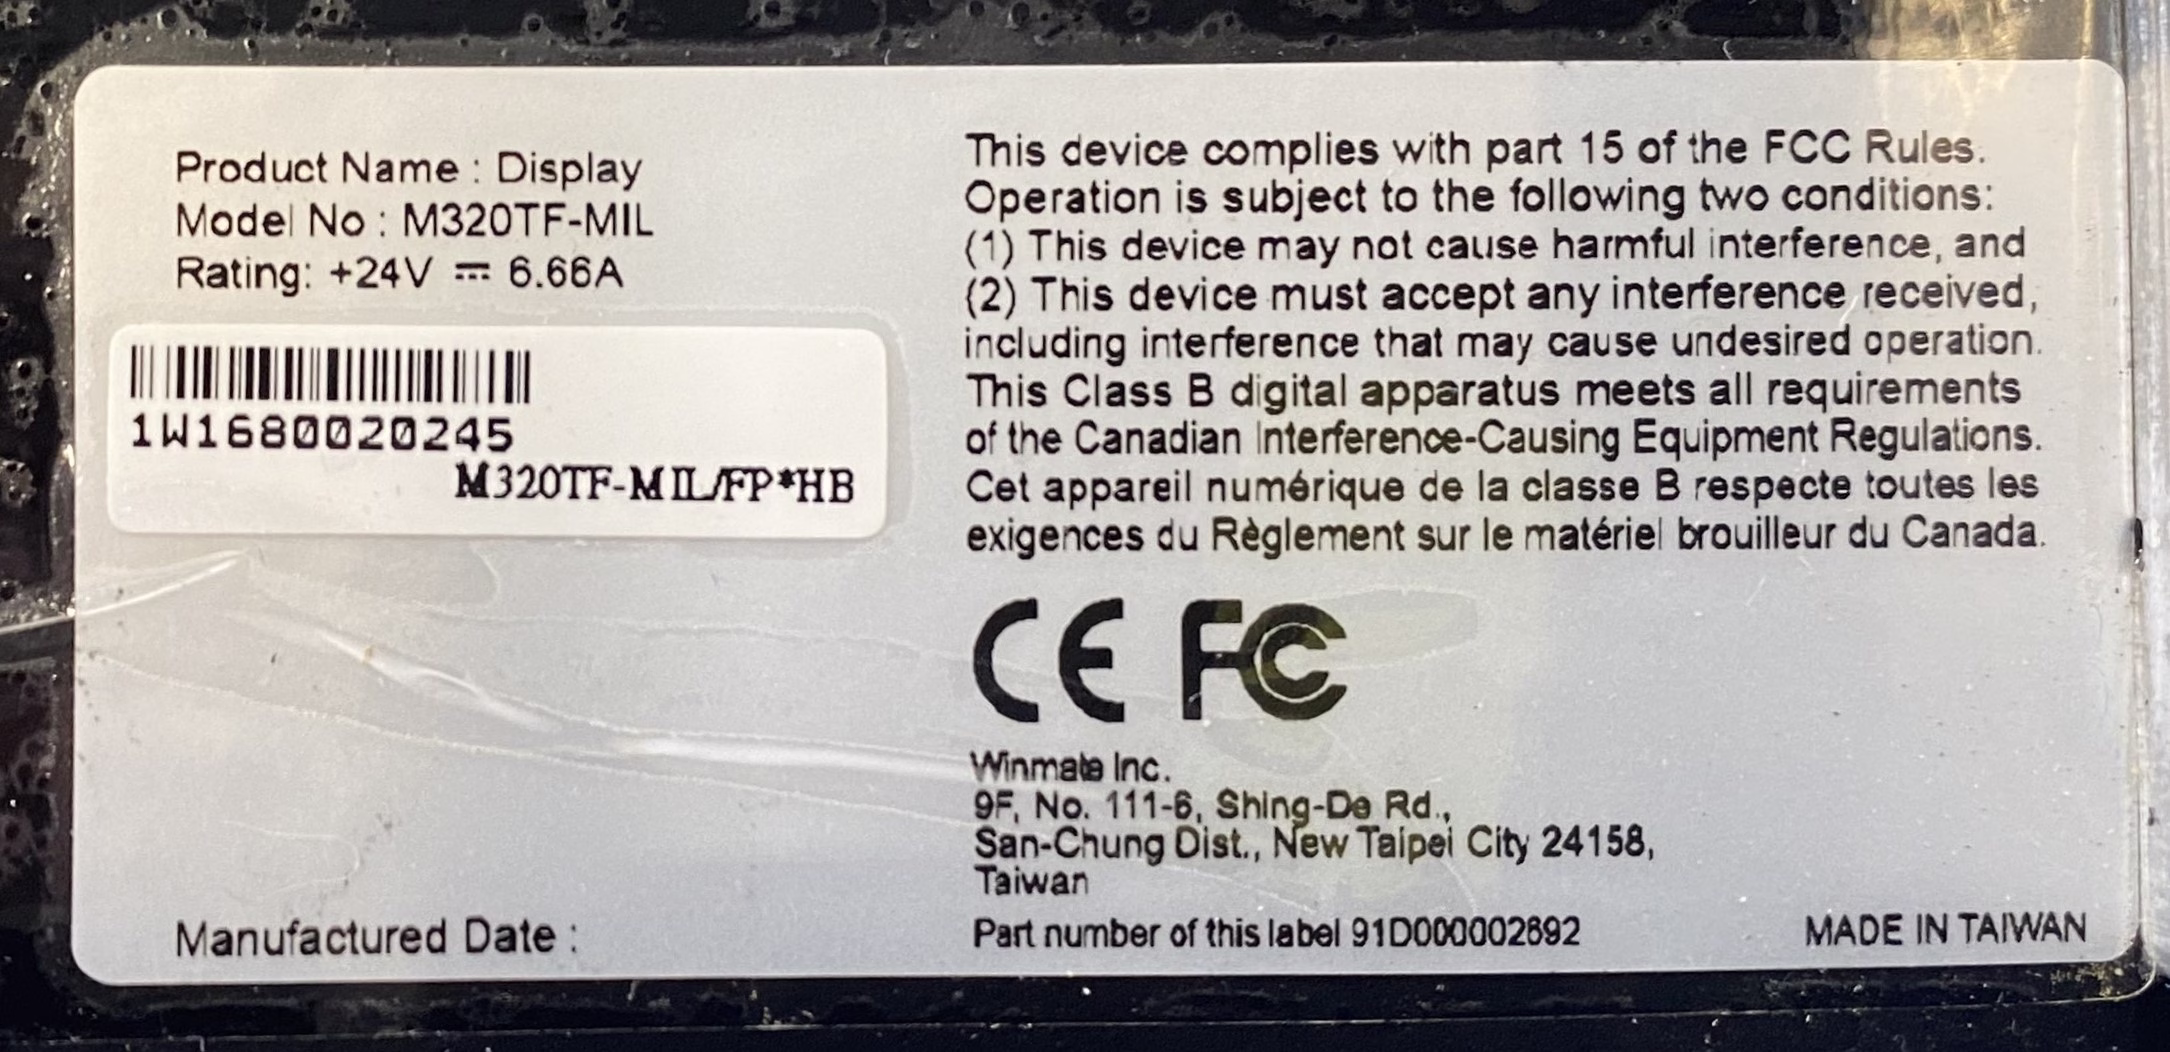 Product Name : Display
Model No : M320TF-MIL
Rating: +24V ⎓ 6.66A
1W1680020245
M320TF-MIL/FP*HB
Manufactured Date :
This device complies with part 15 of the FCC Rules.
Operation is subject to the following two conditions:
(1) This device may not cause harmful interference, and
(2) This device must accept any interference received,
including interference that may cause undesired operation.
This Class B digital apparatus meets all requirements
of the Canadian Interference-Causing Equipment Regulations.
Cet appareil numérique de la classe B respecte toutes les
exigences du Règlement sur le matériel brouilleur du Canada.
CE FC
Winmate Inc.
9F, No. 111-6, Shing-De Rd.,
San-Chung Dist., New Taipei City 24158,
Taiwan
Part number of this label 91D000002692
MADE IN TAIWAN